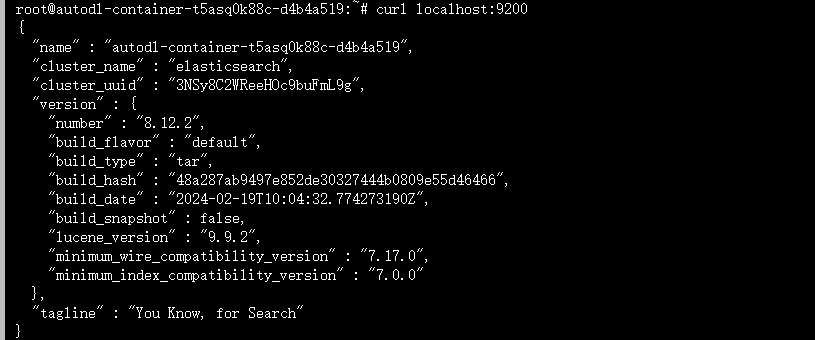 root@autodl-container-t5asq0k88c-d4b4a519:~# curl localhost:9200
{
  "name" : "autodl-container-t5asq0k88c-d4b4a519",
  "cluster_name" : "elasticsearch",
  "cluster_uuid" : "3NSy8C2WReeHOc9buFmL9g",
  "version" : {
    "number" : "8.12.2",
    "build_flavor" : "default",
    "build_type" : "tar",
    "build_hash" : "48a287ab9497e852de30327444b0809e55d46466",
    "build_date" : "2024-02-19T10:04:32.774273190Z",
    "build_snapshot" : false,
    "lucene_version" : "9.9.2",
    "minimum_wire_compatibility_version" : "7.17.0",
    "minimum_index_compatibility_version" : "7.0.0"
  },
  "tagline" : "You Know, for Search"
}